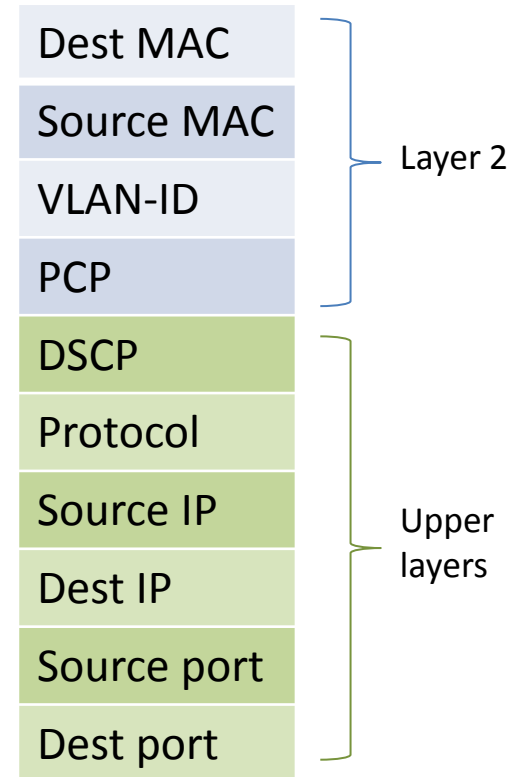 Dest MAC
Source MAC
VLAN-ID
PCP
Layer 2
DSCP
Protocol
Source IP
Dest IP
Source port
Dest port
Upper
layers